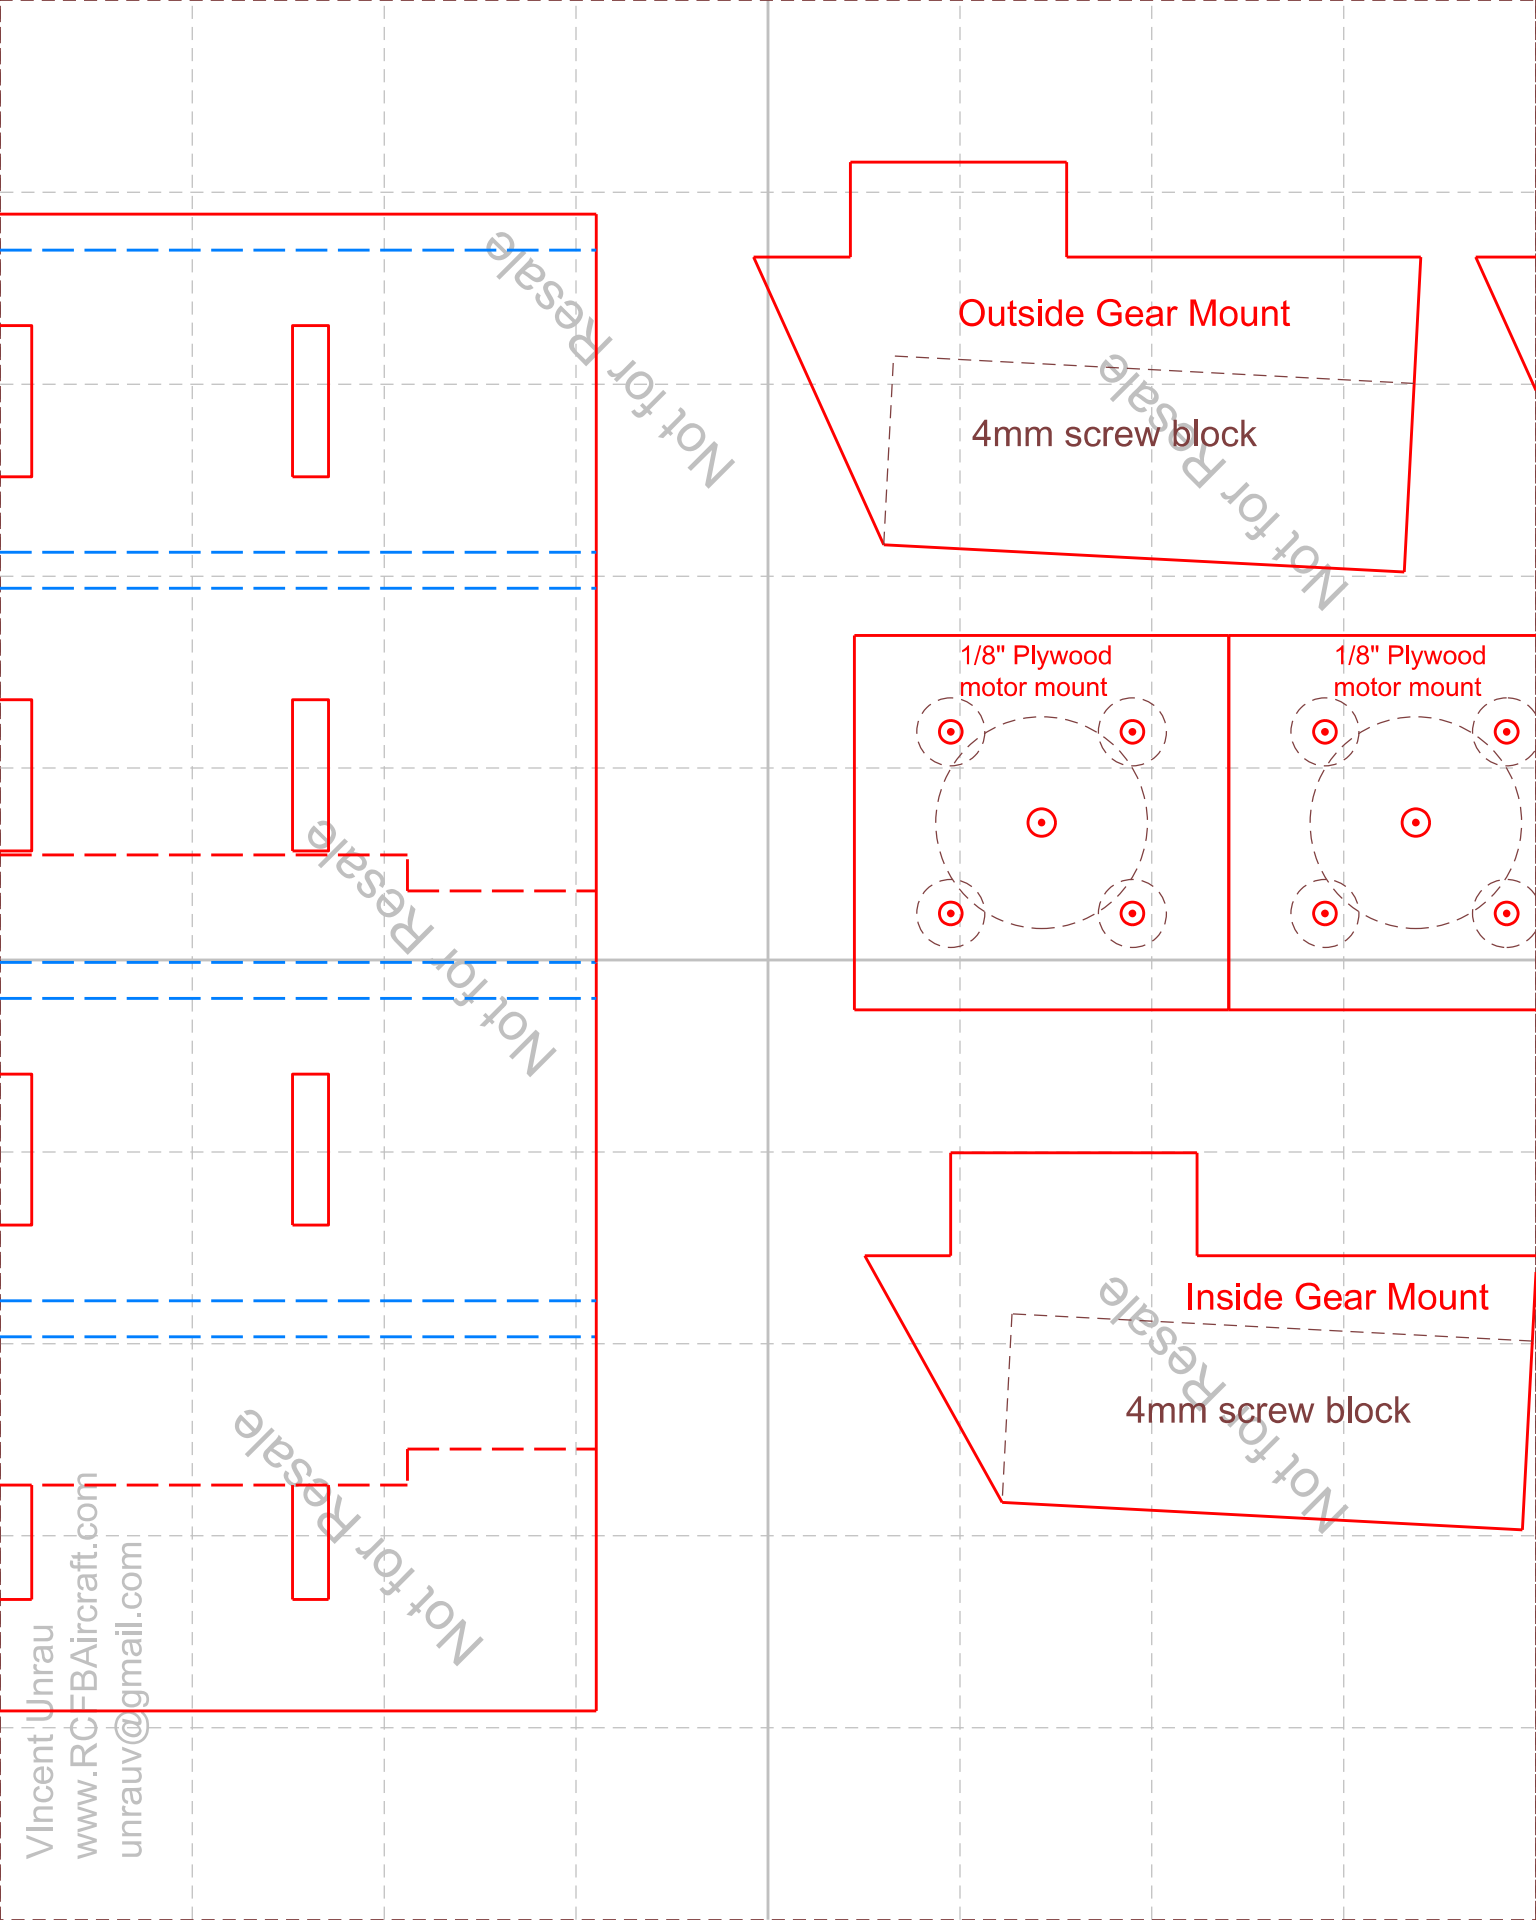 Not for Resale
Outside Gear Mount
Not for Resale
4mm screw block
1/8" Plywood
motor mount
1/8" Plywood
motor mount
Not for Resale
Inside Gear Mount
Not for Resale
4mm screw block
Not for Resale
VIncent Unrau
www.RCFBAircraft.com
unrauv@gmail.com